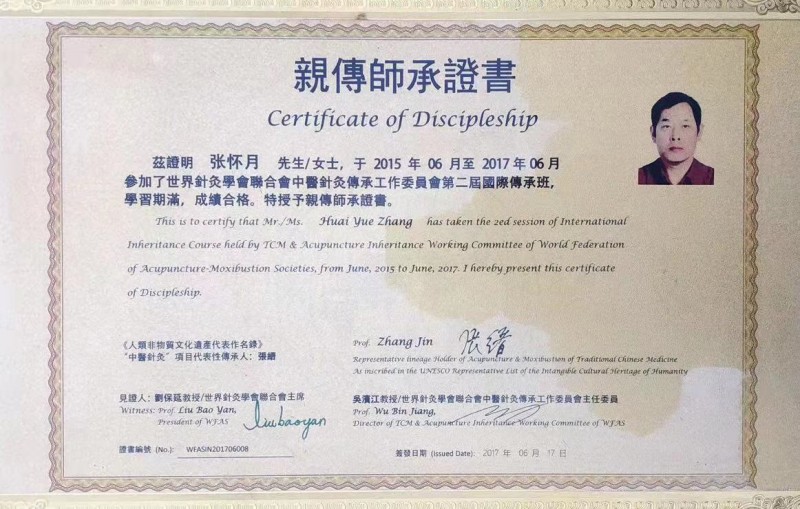 親傳師承證書
Certificate of Discipleship
茲證明 张怀月 先生/女士，于 2015 年 06 月至 2017 年 06 月
參加了世界針灸學會聯合會中醫針灸傳承工作委員會第二屆國際傳承班，
學習期滿，成績合格。特授予親傳師承證書。
This is to certify that Mr./Ms. Huai Yue Zhang has taken the 2ed session of International
Inheritance Course held by TCM & Acupuncture Inheritance Working Committee of World Federation
of Acupuncture-Moxibustion Societies, from June, 2015 to June, 2017. I hereby present this certificate
of Discipleship.
《人類非物質文化遺產代表作名錄》
“中醫針灸”項目代表性傳承人：張縉
Prof. Zhang Jin 张缙
Representative lineage Holder of Acupuncture & Moxibustion of Traditional Chinese Medicine
As inscribed in the UNESCO Representative List of the Intangible Cultural Heritage of Humanity
見證人：劉保延教授/世界針灸學會聯合會主席
Witness: Prof. Liu Bao Yan,
President of WFAS
liubaoyan
吳濱江教授/世界針灸學會聯合會中醫針灸傳承工作委員會主任委員
Prof. Wu Bin Jiang,
Director of TCM & Acupuncture Inheritance Working Committee of WFAS
證書編號 (No.): WFASIN201706008
簽發日期 (Issued Date): 2017 年 06 月 17 日